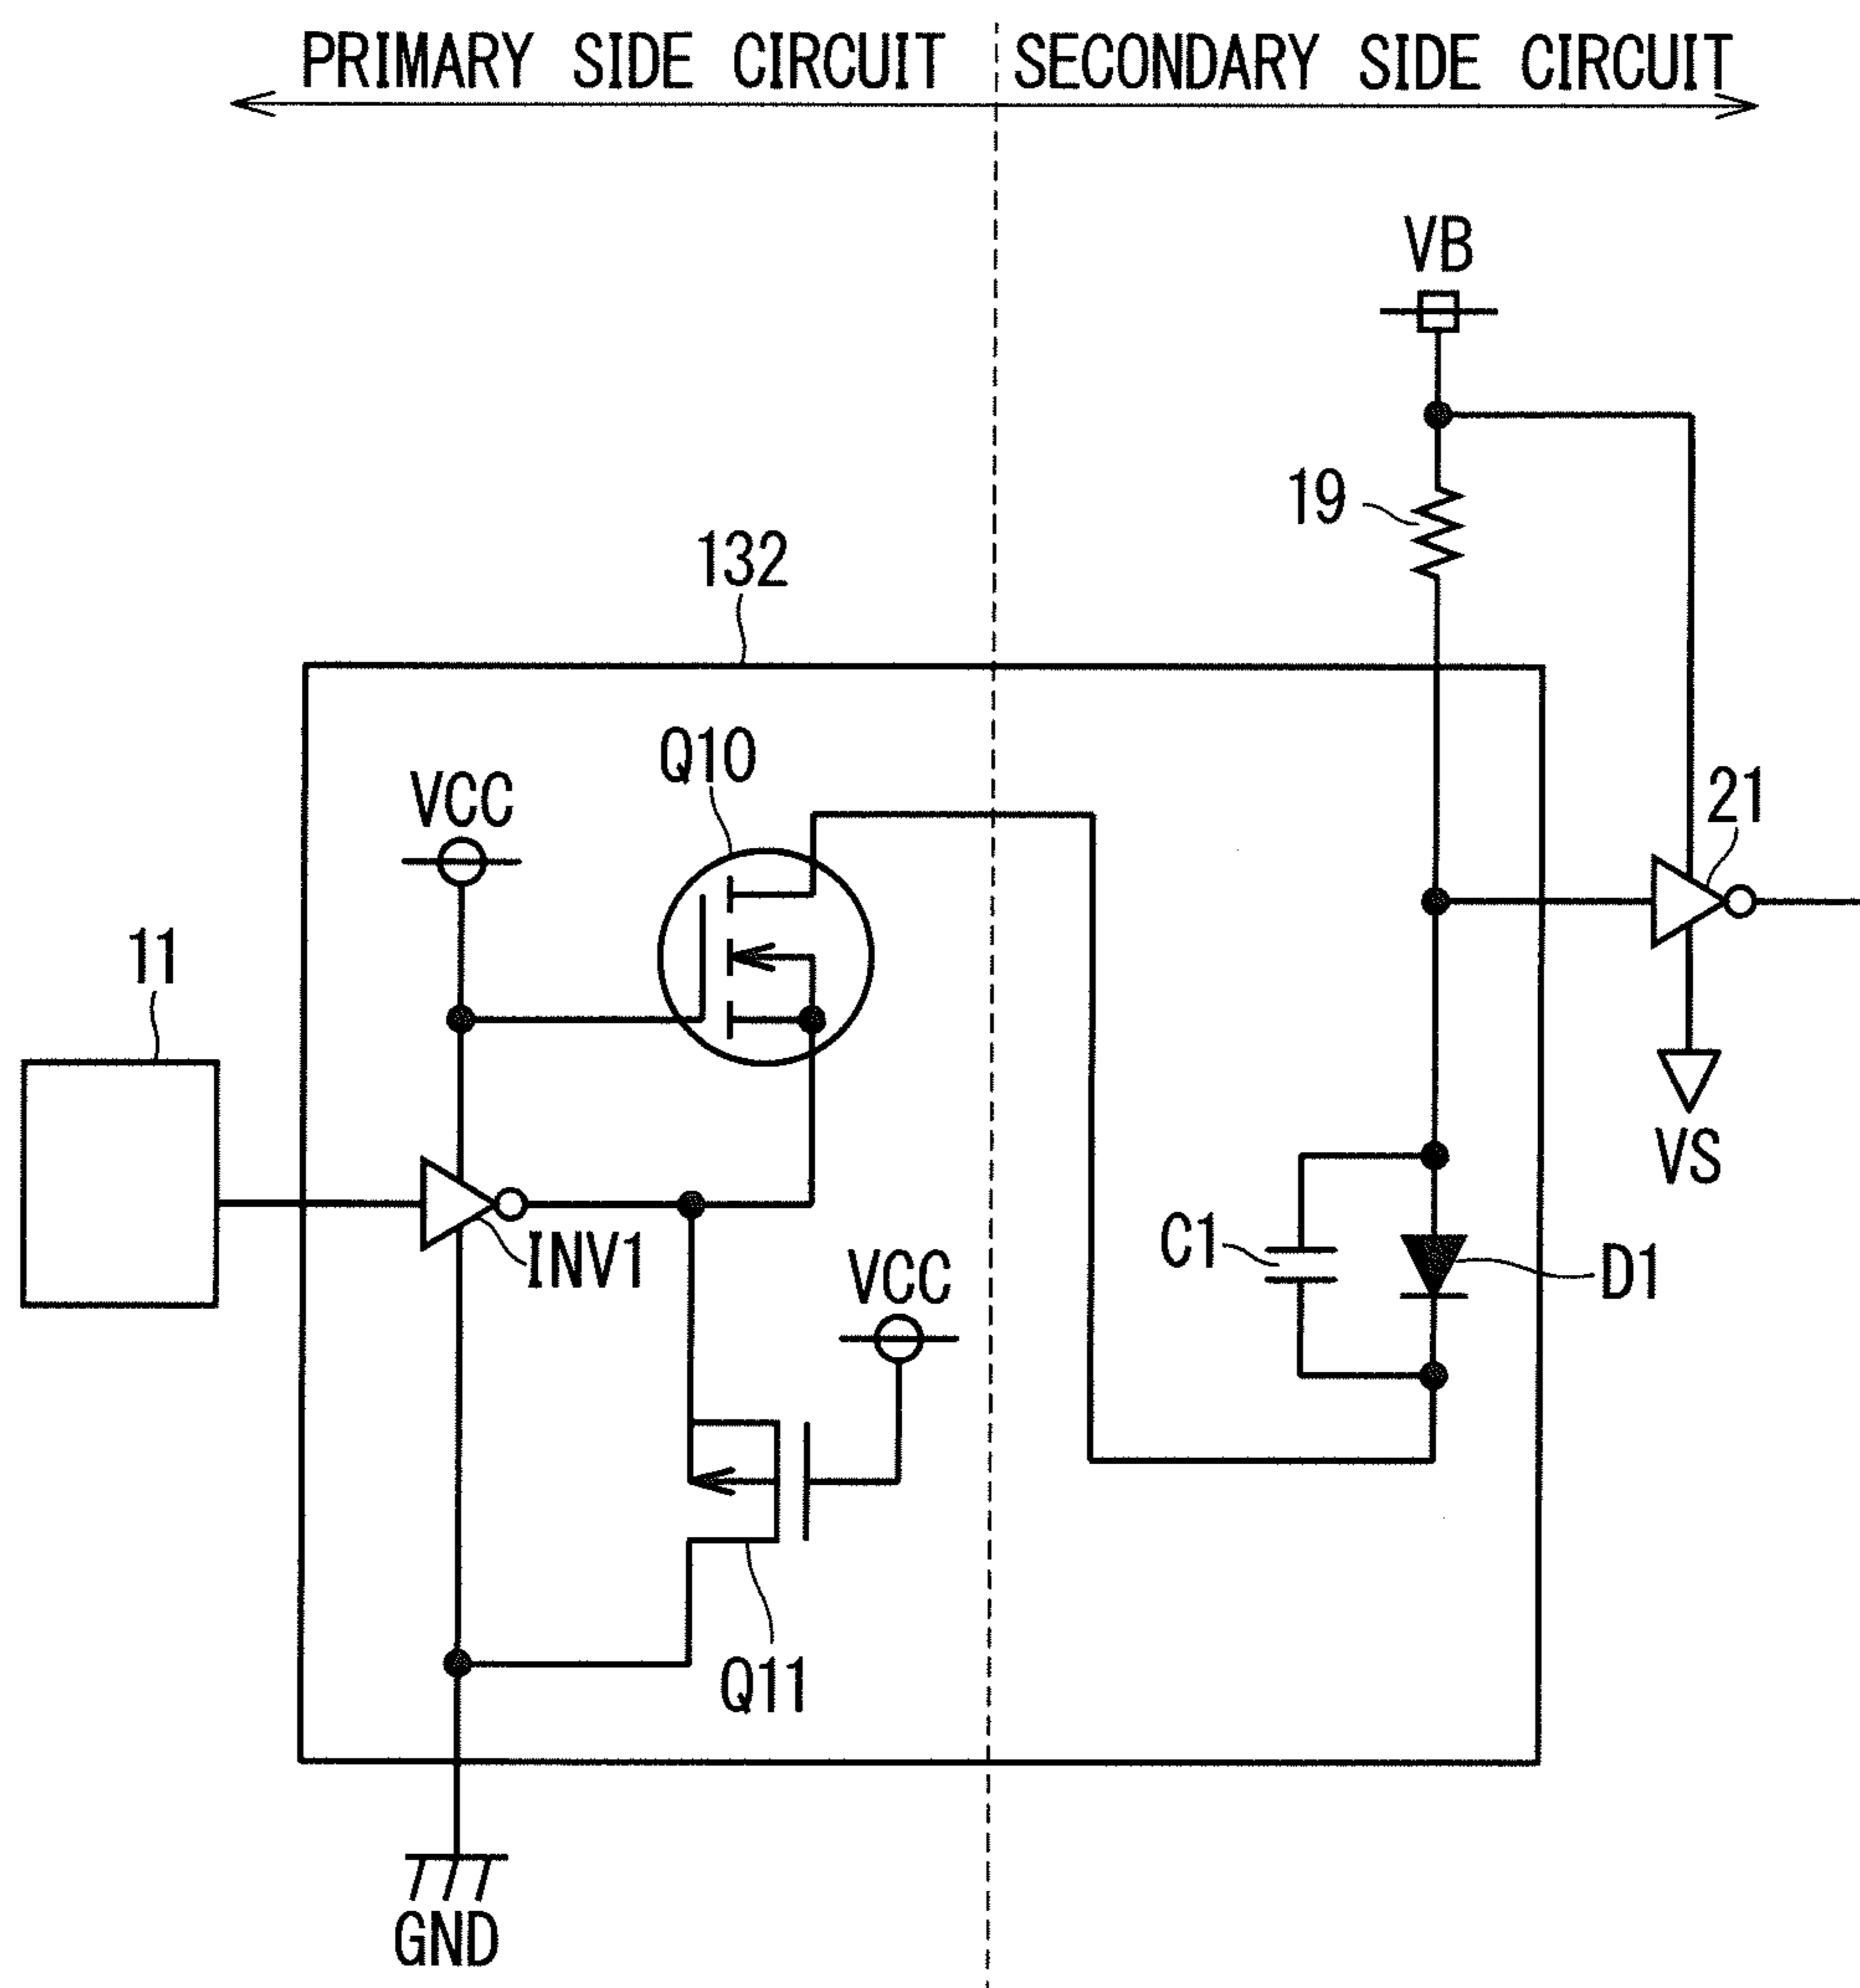 PRIMARY SIDE CIRCUIT
SECONDARY SIDE CIRCUIT
VB
19
132
Q10
VCC
21
11
VS
INV1
C1
VCC
D1
Q11
GND